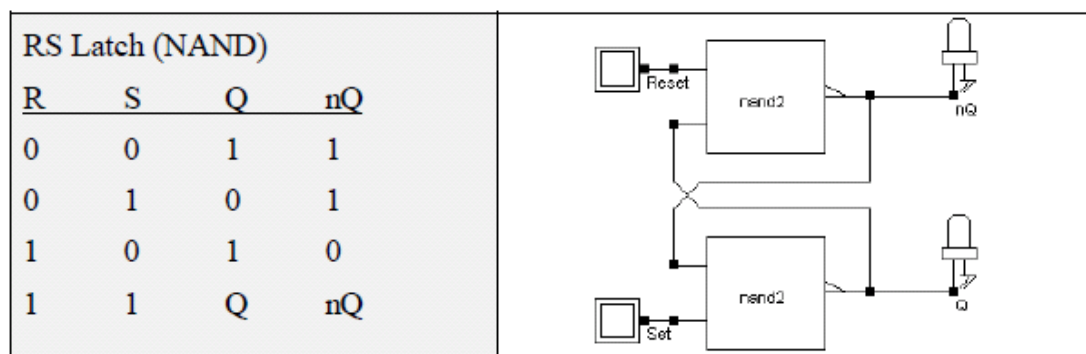 RS Latch (NAND)
R S Q nQ
0 0 1 1
0 1 0 1
1 0 1 0
1 1 Q nQ
Reset
nand2
nQ
nand2
Set
Q